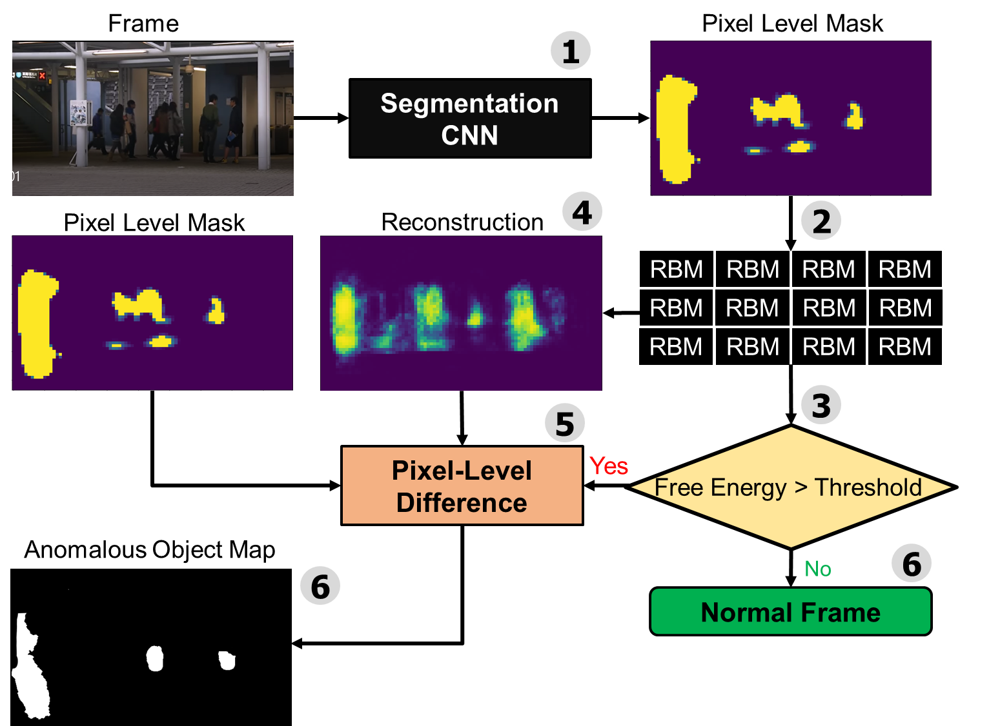 Frame
Pixel Level Mask
1
Segmentation
CNN
01
Pixel Level Mask
Reconstruction
4
2
RBM RBM RBM RBM
RBM RBM RBM RBM
RBM RBM RBM RBM
3
5
Pixel-Level
Difference
Yes
Free Energy > Threshold
No
6
Normal Frame
Anomalous Object Map
6